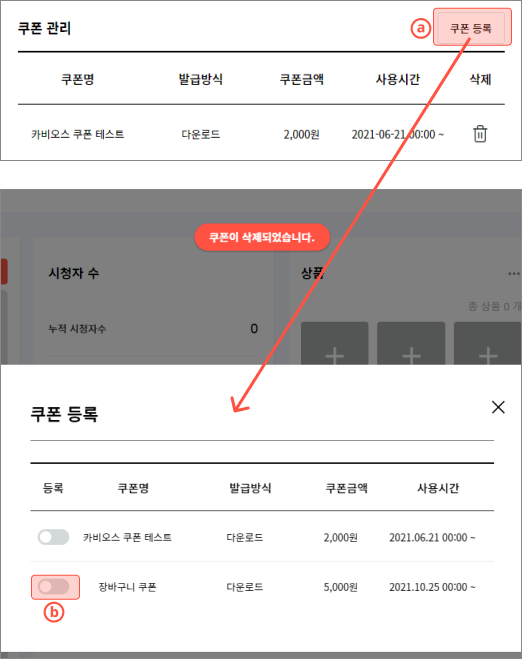 쿠폰 관리
ⓐ
쿠폰 등록
쿠폰명 발급방식 쿠폰금액 사용시간 삭제
카비오스 쿠폰 테스트 다운로드 2,000원 2021-06-21 00:00 ~
쿠폰이 삭제되었습니다.
시청자 수
상품
...
총 상품 0 개
누적 시청자수 0
쿠폰 등록
등록 쿠폰명 발급방식 쿠폰금액 사용시간
카비오스 쿠폰 테스트 다운로드 2,000원 2021.06.21 00:00 ~
장바구니 쿠폰 다운로드 5,000원 2021.10.25 00:00 ~
ⓑ